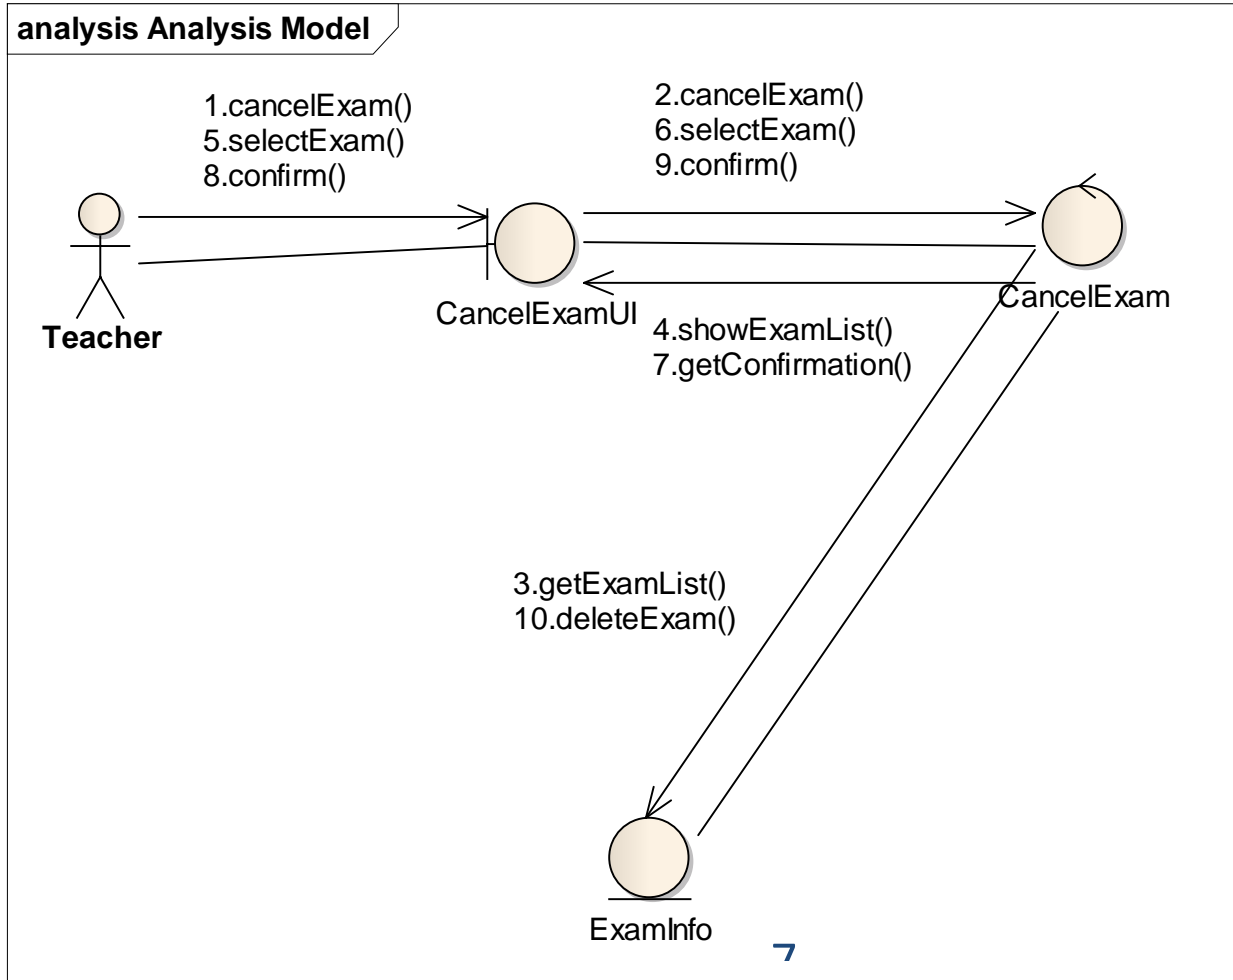 analysis Analysis Model
1.cancelExam()
5.selectExam()
8.confirm()
2.cancelExam()
6.selectExam()
9.confirm()
Teacher
CancelExamUI
CancelExam
4.showExamList()
7.getConfirmation()
3.getExamList()
10.deleteExam()
ExamInfo
7